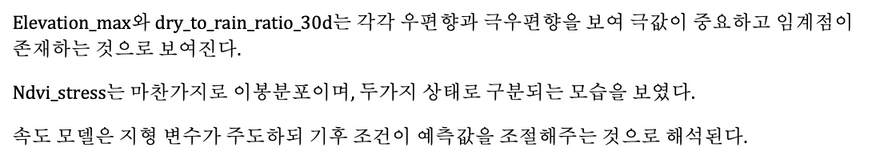 Elevation_max와 dry_to_rain_ratio_30d는 각각 우편향과 극우편향을 보여 극값이 중요하고 임계점이
존재하는 것으로 보여진다.
Ndvi_stress는 마찬가지로 이봉분포이며, 두가지 상태로 구분되는 모습을 보였다.
속도 모델은 지형 변수가 주도하되 기후 조건이 예측값을 조절해주는 것으로 해석된다.